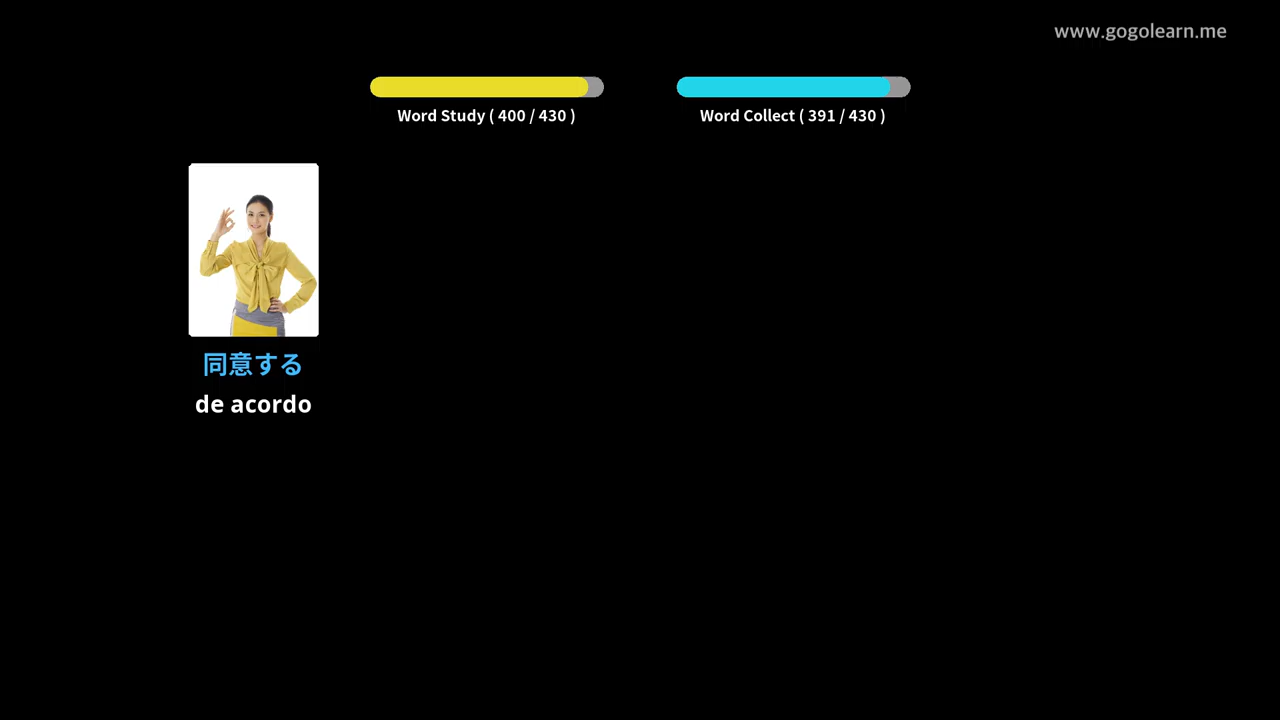 www.gogolearn.me
Word Study ( 400 / 430 )
Word Collect ( 391 / 430 )
同意する
de acordo